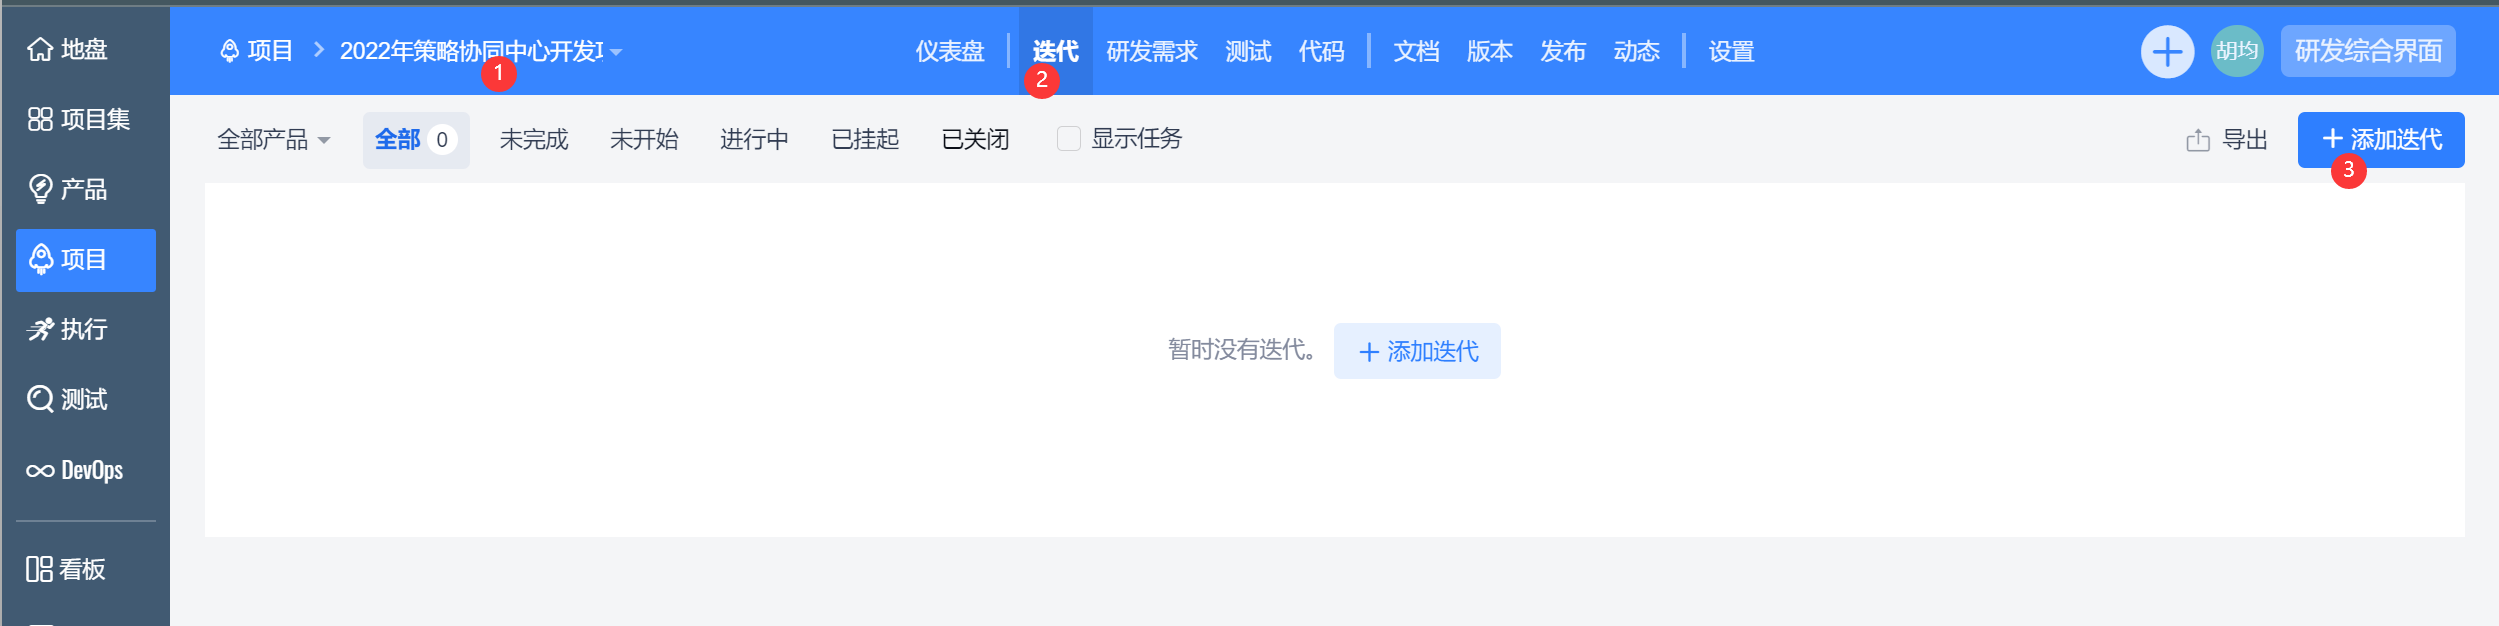 地盘
项目集
产品
项目
执行
测试
DevOps
看板
项目 > 2022年策略协同中心开发
1
仪表盘 迭代 研发需求 测试 代码 文档 版本 发布 动态 设置
2
胡均 研发综合界面
全部产品 全部 0 未完成 未开始 进行中 已挂起 已关闭 显示任务
导出 + 添加迭代
3
暂时没有迭代。 + 添加迭代